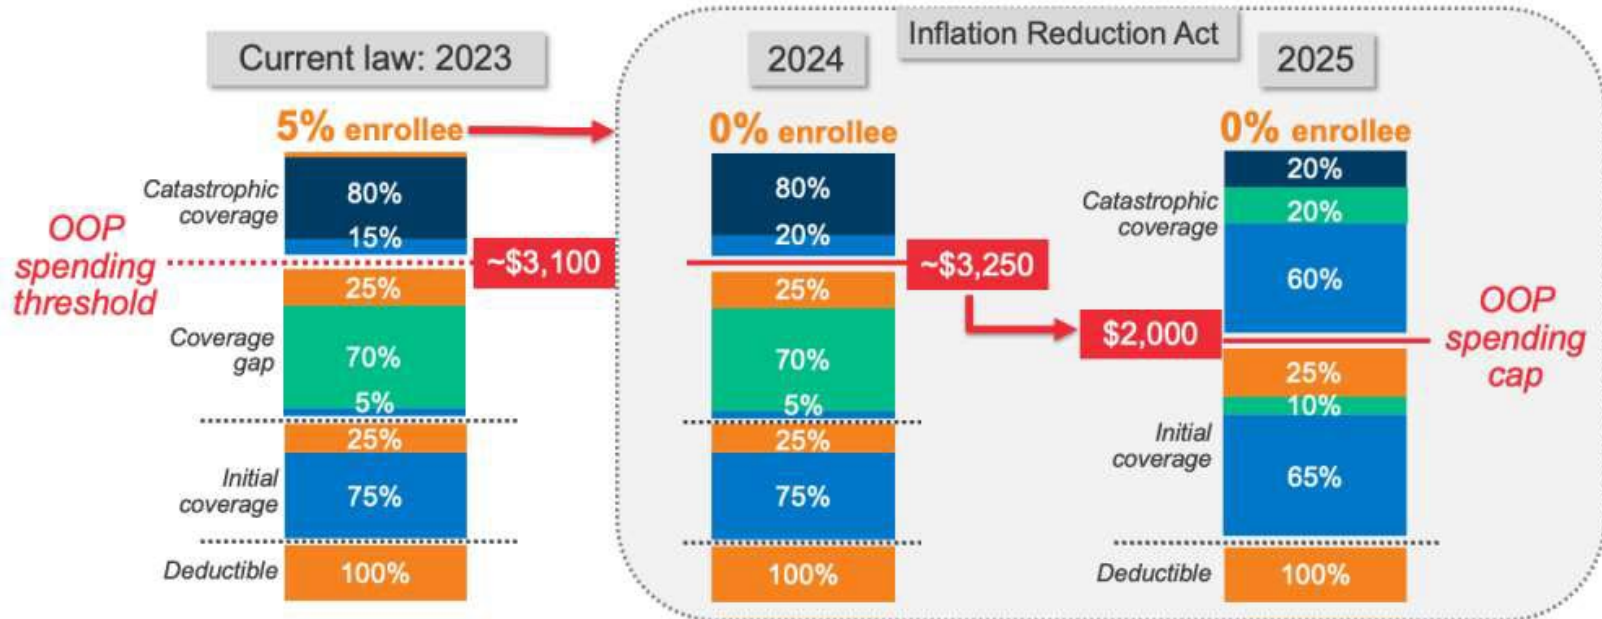 Inflation Reduction Act
Current law: 2023
2024
2025
5% enrollee
0% enrollee
0% enrollee
Catastrophic
coverage
80%
15%
OOP
spending
threshold
~$3,100
Coverage
gap
25%
70%
5%
Initial
coverage
25%
75%
Deductible
100%
80%
20%
~$3,250
25%
70%
5%
25%
75%
100%
Catastrophic
coverage
20%
20%
60%
$2,000
OOP
spending
cap
Initial
coverage
25%
10%
65%
Deductible
100%